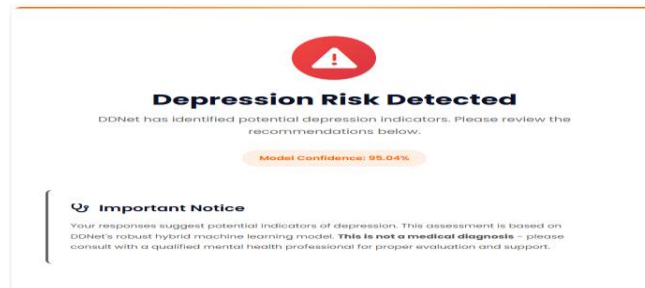 Depression Risk Detected
DDNet has identified potential depression indicators. Please review the
recommendations below.
Model Confidence: 95.04%
Important Notice
Your responses suggest potential indicators of depression. This assessment is based on
DDNet's robust hybrid machine learning model. This is not a medical diagnosis – please
consult with a qualified mental health professional for proper evaluation and support.